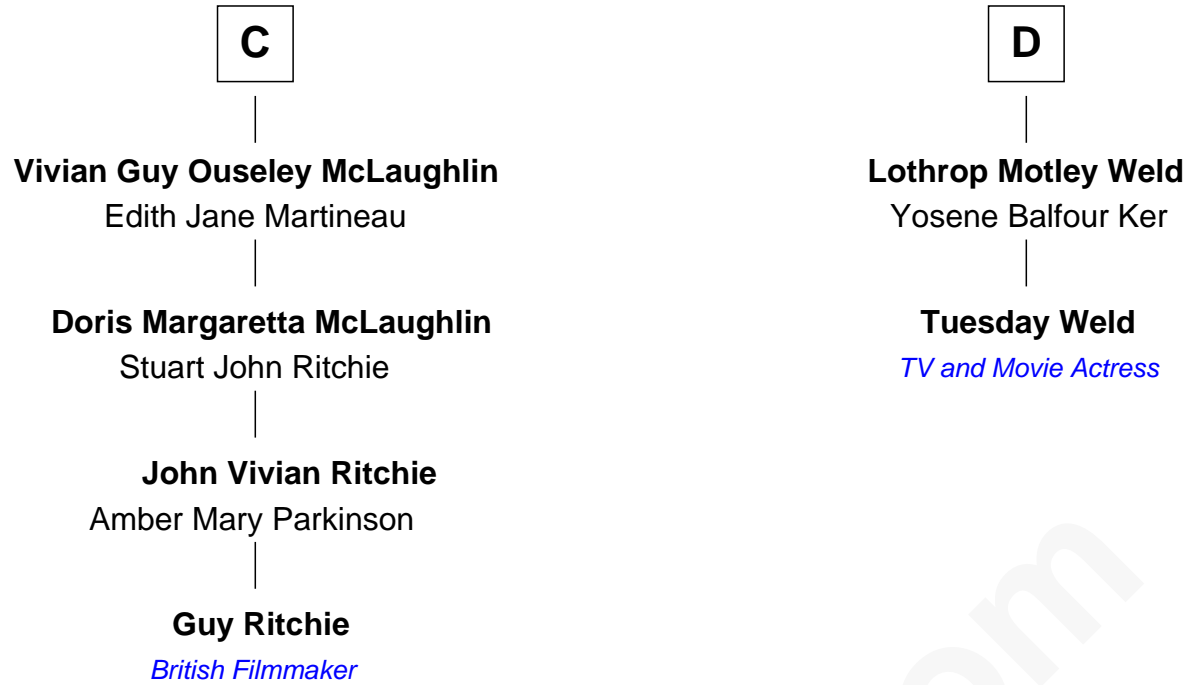 C
Vivian Guy Ouseley McLaughlin
Edith Jane Martineau
Doris Margaretta McLaughlin
Stuart John Ritchie
John Vivian Ritchie
Amber Mary Parkinson
Guy Ritchie
British Filmmaker
D
Lothrop Motley Weld
Yosene Balfour Ker
Tuesday Weld
TV and Movie Actress
om